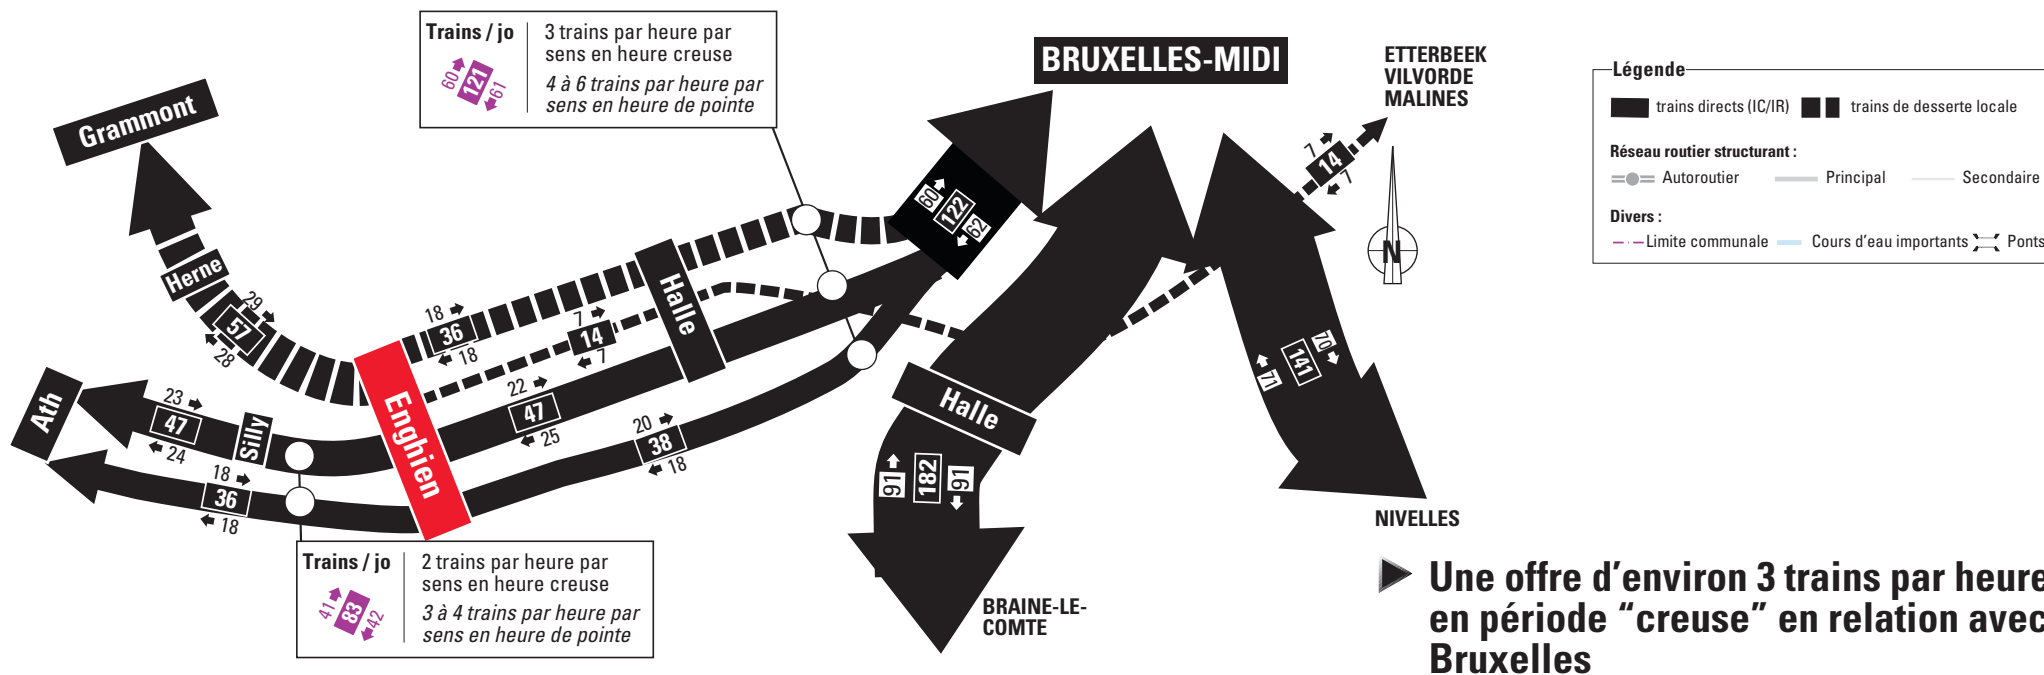 Trains / jo
3 trains par heure par
sens en heure creuse
4 à 6 trains par heure par
sens en heure de pointe
60
121
61
BRUXELLES-MIDI
ETTERBEEK
VILVORDE
MALINES
Légende
trains directs (IC/IR)
trains de desserte locale
Réseau routier structurant :
Autoroutier
Principal
Secondaire
Divers :
Limite communale
Cours d'eau importants
Ponts
Grammont
Herne
29
57
28
18
36
18
7
14
7
Halle
60
122
62
7
14
7
N
Ath
23
47
24
Silly
18
36
18
Enghien
22
47
25
20
38
18
Halle
91
182
91
71
141
70
NIVELLES
BRAINE-LE-
COMTE
Trains / jo
2 trains par heure par
sens en heure creuse
3 à 4 trains par heure par
sens en heure de pointe
41
83
42
Une offre d'environ 3 trains par heure
en période “creuse” en relation avec
Bruxelles